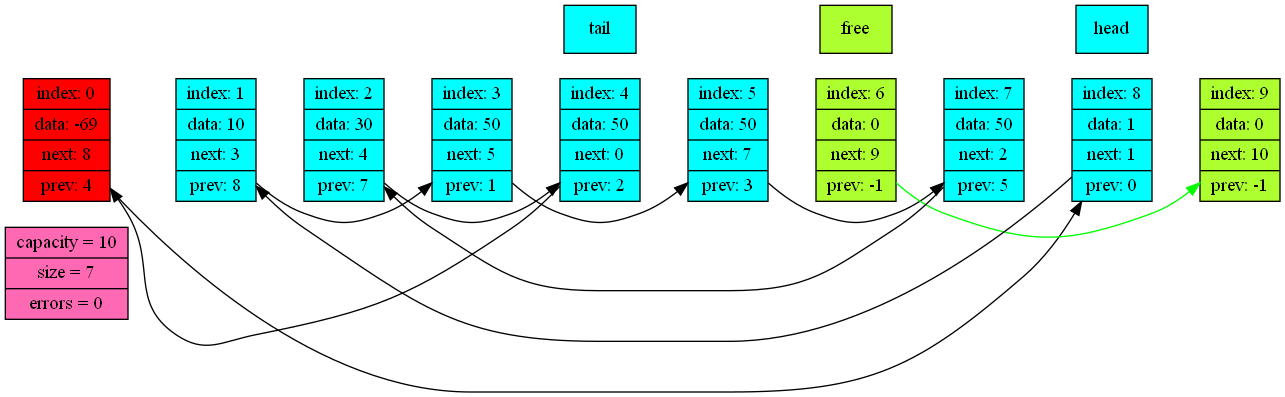 tail
free
head
index: 0
data: -69
next: 8
prev: 4
index: 1
data: 10
next: 3
prev: 8
index: 2
data: 30
next: 4
prev: 7
index: 3
data: 50
next: 5
prev: 1
index: 4
data: 50
next: 0
prev: 2
index: 5
data: 50
next: 7
prev: 3
index: 6
data: 0
next: 9
prev: -1
index: 7
data: 50
next: 2
prev: 5
index: 8
data: 1
next: 1
prev: 0
index: 9
data: 0
next: 10
prev: -1
capacity = 10
size = 7
errors = 0